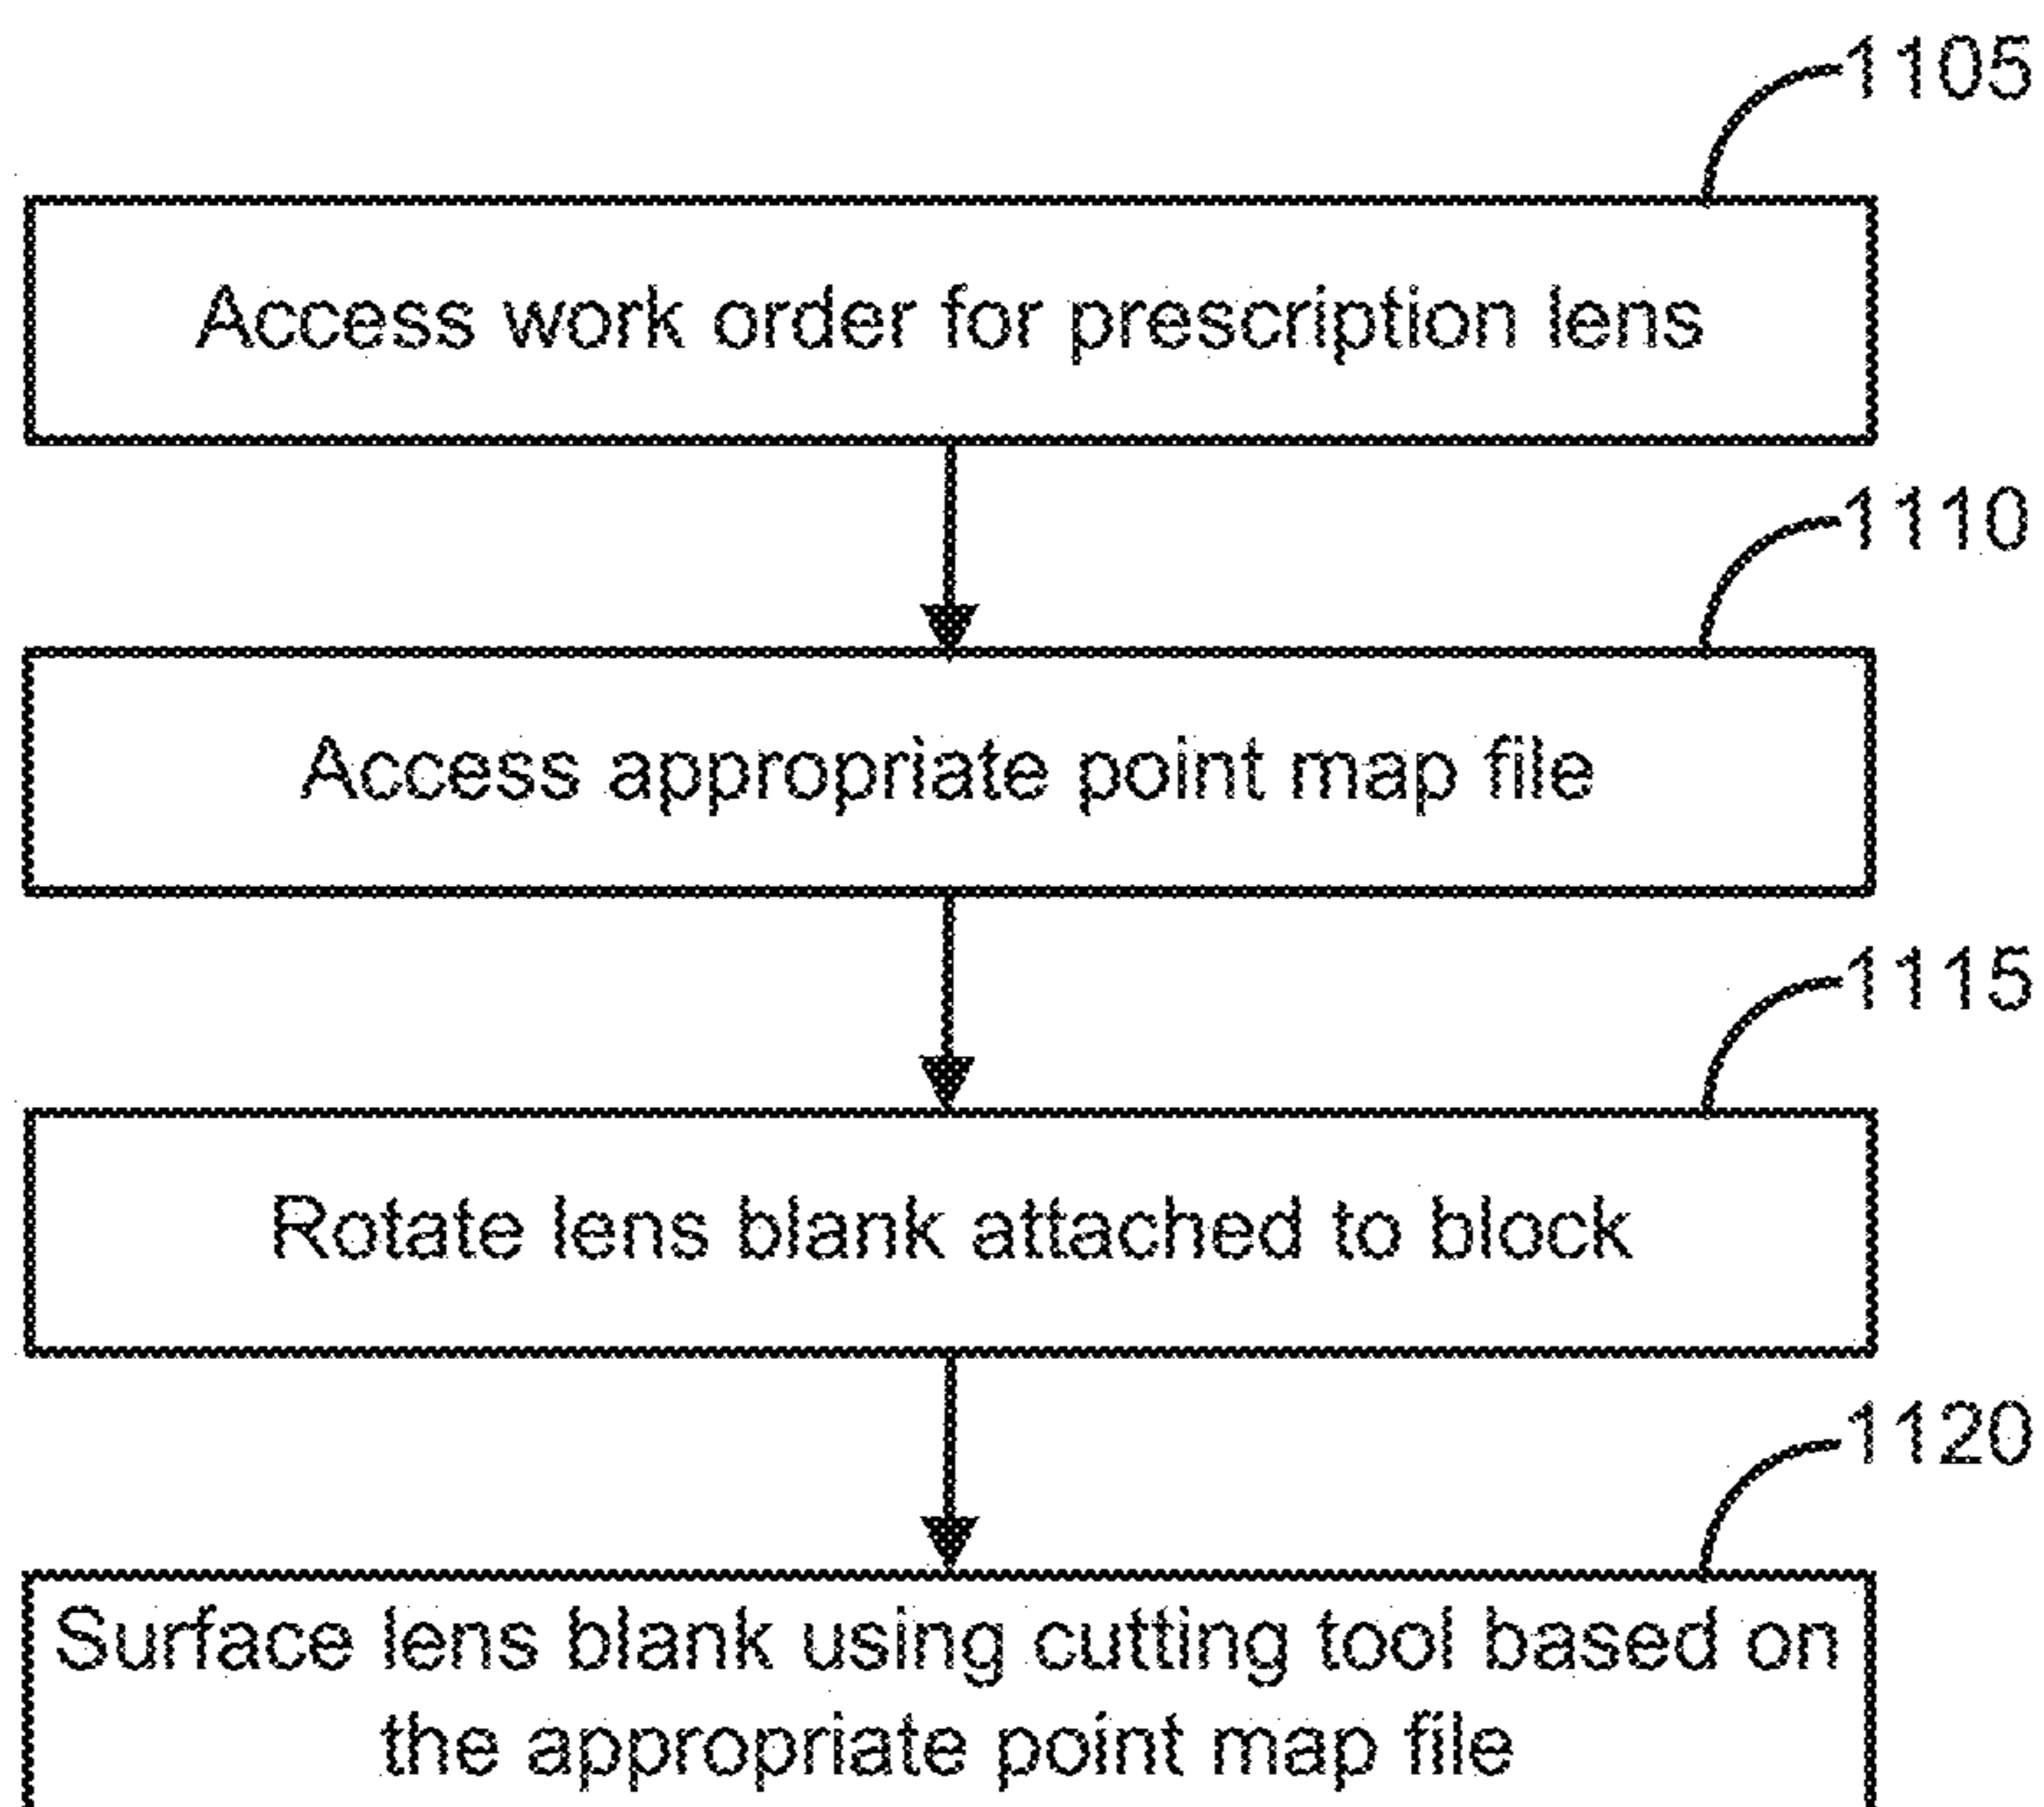 1105
Access work order for prescription lens
1110
Access appropriate point map file
1115
Rotate lens blank attached to block
1120
Surface lens blank using cutting tool based on
the appropriate point map file